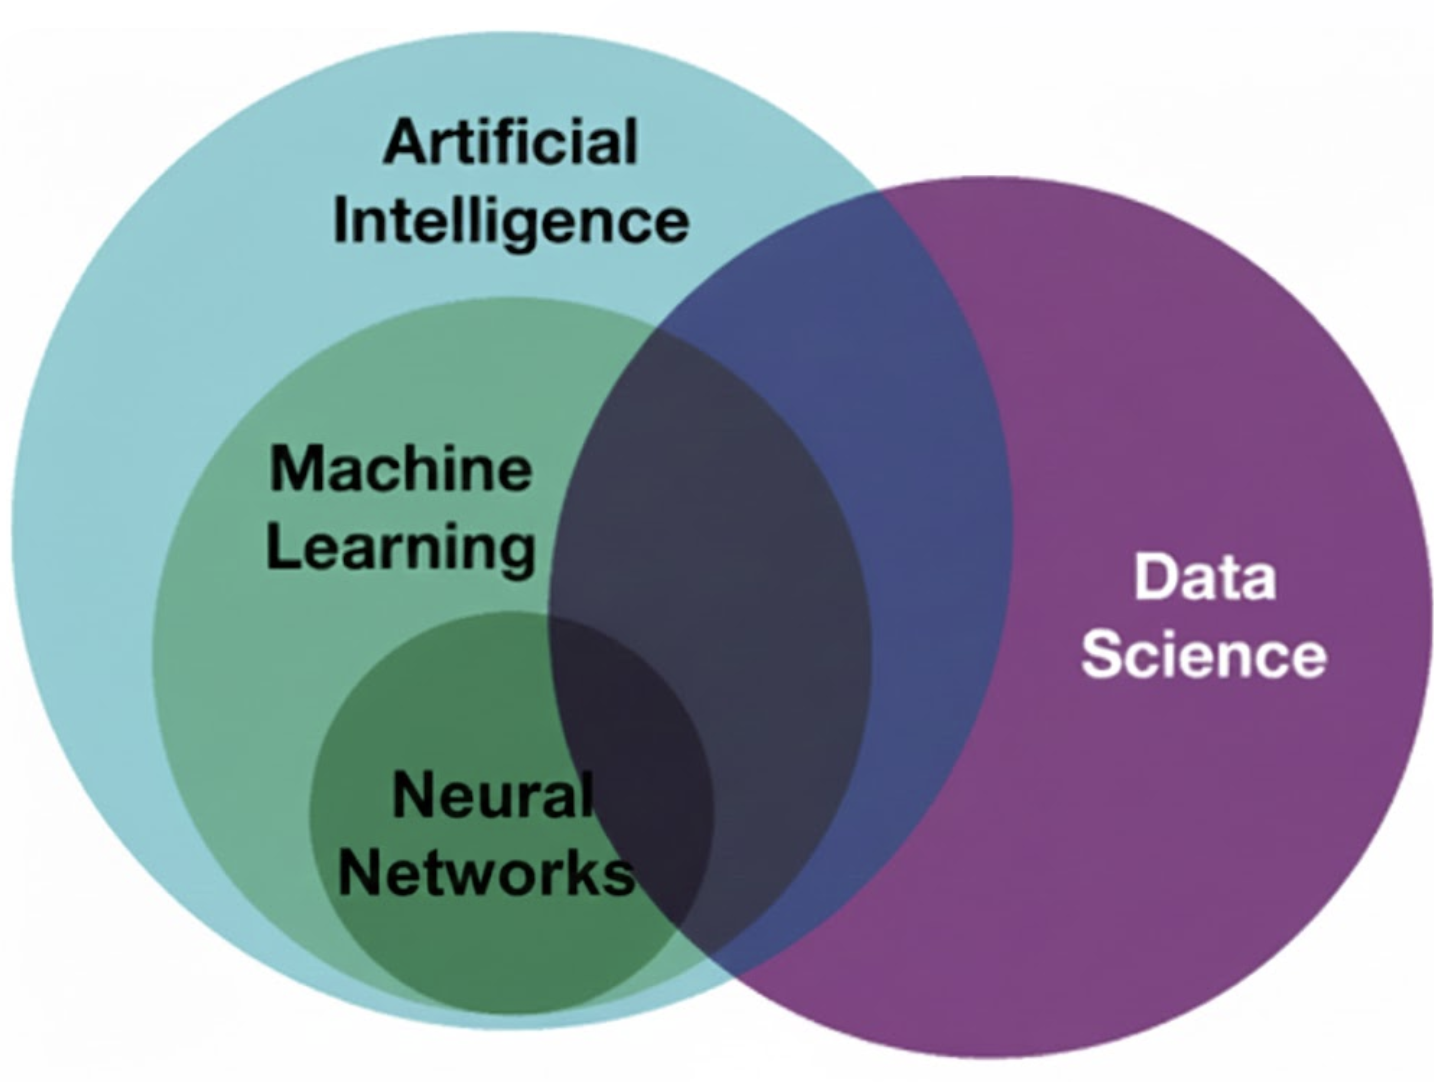 Artificial
Intelligence
Machine
Learning
Data
Science
Neural
Networks